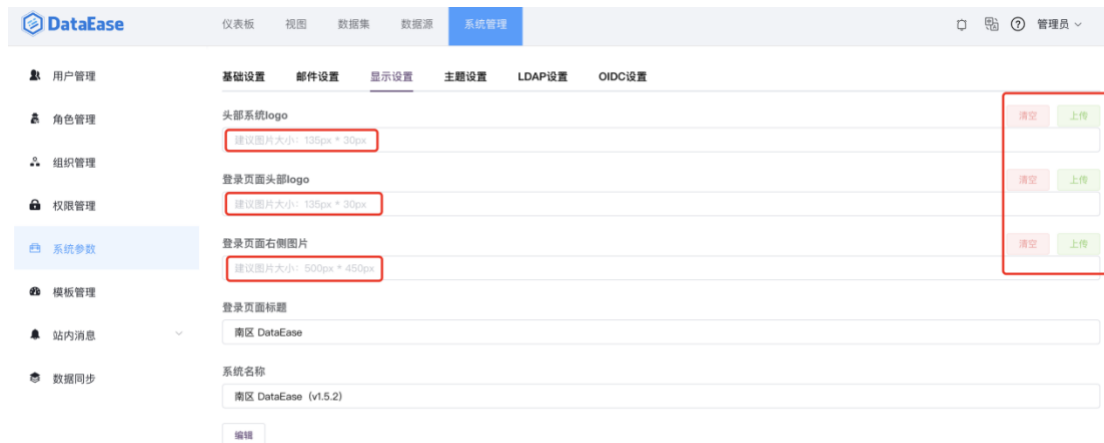 DataEase 仪表板 视图 数据集 数据源 系统管理 管理员
用户管理
角色管理
组织管理
权限管理
系统参数
模板管理
站内消息
数据同步
基础设置 邮件设置 显示设置 主题设置 LDAP设置 OIDC设置
头部系统logo 清空 上传
建议图片大小：135px * 30px
登录页面头部logo 清空 上传
建议图片大小：135px * 30px
登录页面右侧图片 清空 上传
建议图片大小：500px * 450px
登录页面标题
南区 DataEase
系统名称
南区 DataEase（v1.5.2）
编辑